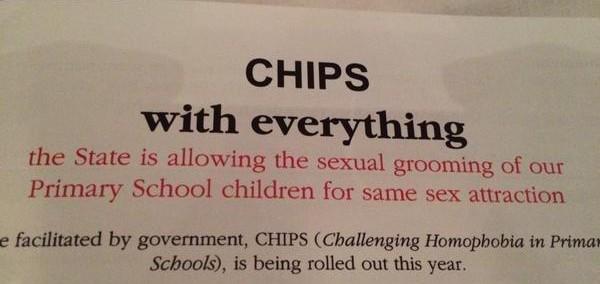 CHIPS
with everything
the State is allowing the sexual grooming of our
Primary School children for same sex attraction
e facilitated by government, CHIPS (Challenging Homophobia in Primar
Schools), is being rolled out this year.